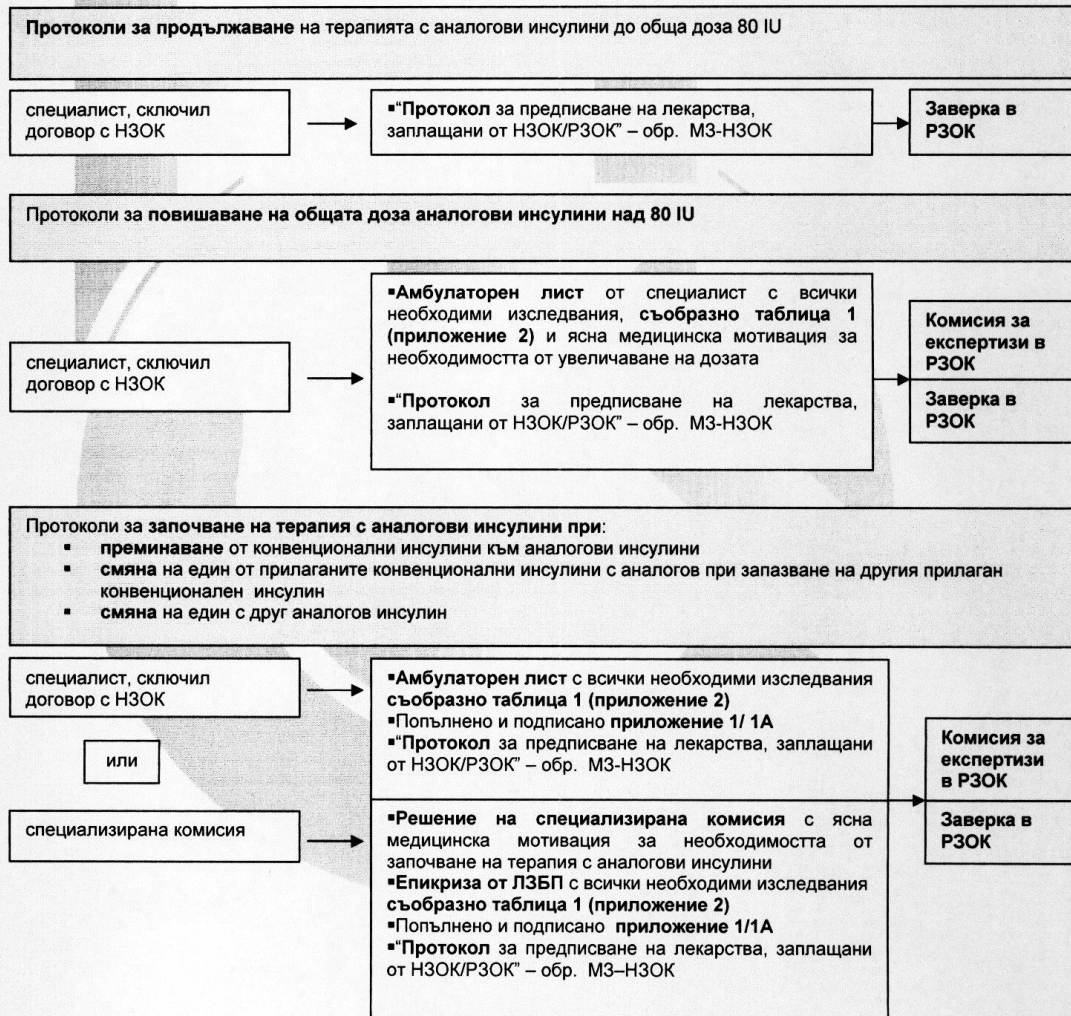 Протоколи за продължаване на терапията с аналогови инсулини до обща доза 80 IU
специалист, сключил
договор с НЗОК
▪“Протокол за предписване на лекарства,
заплащани от НЗОК/РЗОК” – обр. МЗ-НЗОК
Заверка в
РЗОК
Протоколи за повишаване на общата доза аналогови инсулини над 80 IU
специалист, сключил
договор с НЗОК
▪Амбулаторен лист от специалист с всички
необходими изследвания, съобразно таблица 1
(приложение 2) и ясна медицинска мотивация за
необходимостта от увеличаване на дозата
▪“Протокол за предписване на лекарства,
заплащани от НЗОК/РЗОК” – обр. МЗ-НЗОК
Комисия за
експертизи в
РЗОК
Заверка в
РЗОК
Протоколи за започване на терапия с аналогови инсулини при:
▪ преминаване от конвенционални инсулини към аналогови инсулини
▪ смяна на един от прилаганите конвенционални инсулини с аналог при запазване на другия прилаган
конвенционален инсулин
▪ смяна на един с друг аналогов инсулин
специалист, сключил
договор с НЗОК
или
специализирана комисия
▪Амбулаторен лист с всички необходими изследвания
съобразно таблица 1 (приложение 2)
▪Попълнено и подписано приложение 1/ 1А
▪“Протокол за предписване на лекарства, заплащани
от НЗОК/РЗОК” – обр. МЗ-НЗОК
▪Решение на специализирана комисия с ясна
медицинска мотивация за необходимостта от
започване на терапия с аналогови инсулини
▪Епикриза от ЛЗБП с всички необходими изследвания
съобразно таблица 1 (приложение 2)
▪Попълнено и подписано приложение 1/1А
▪“Протокол за предписване на лекарства, заплащани
от НЗОК/РЗОК” – обр. МЗ–НЗОК
Комисия за
експертизи
в РЗОК
Заверка в
РЗОК